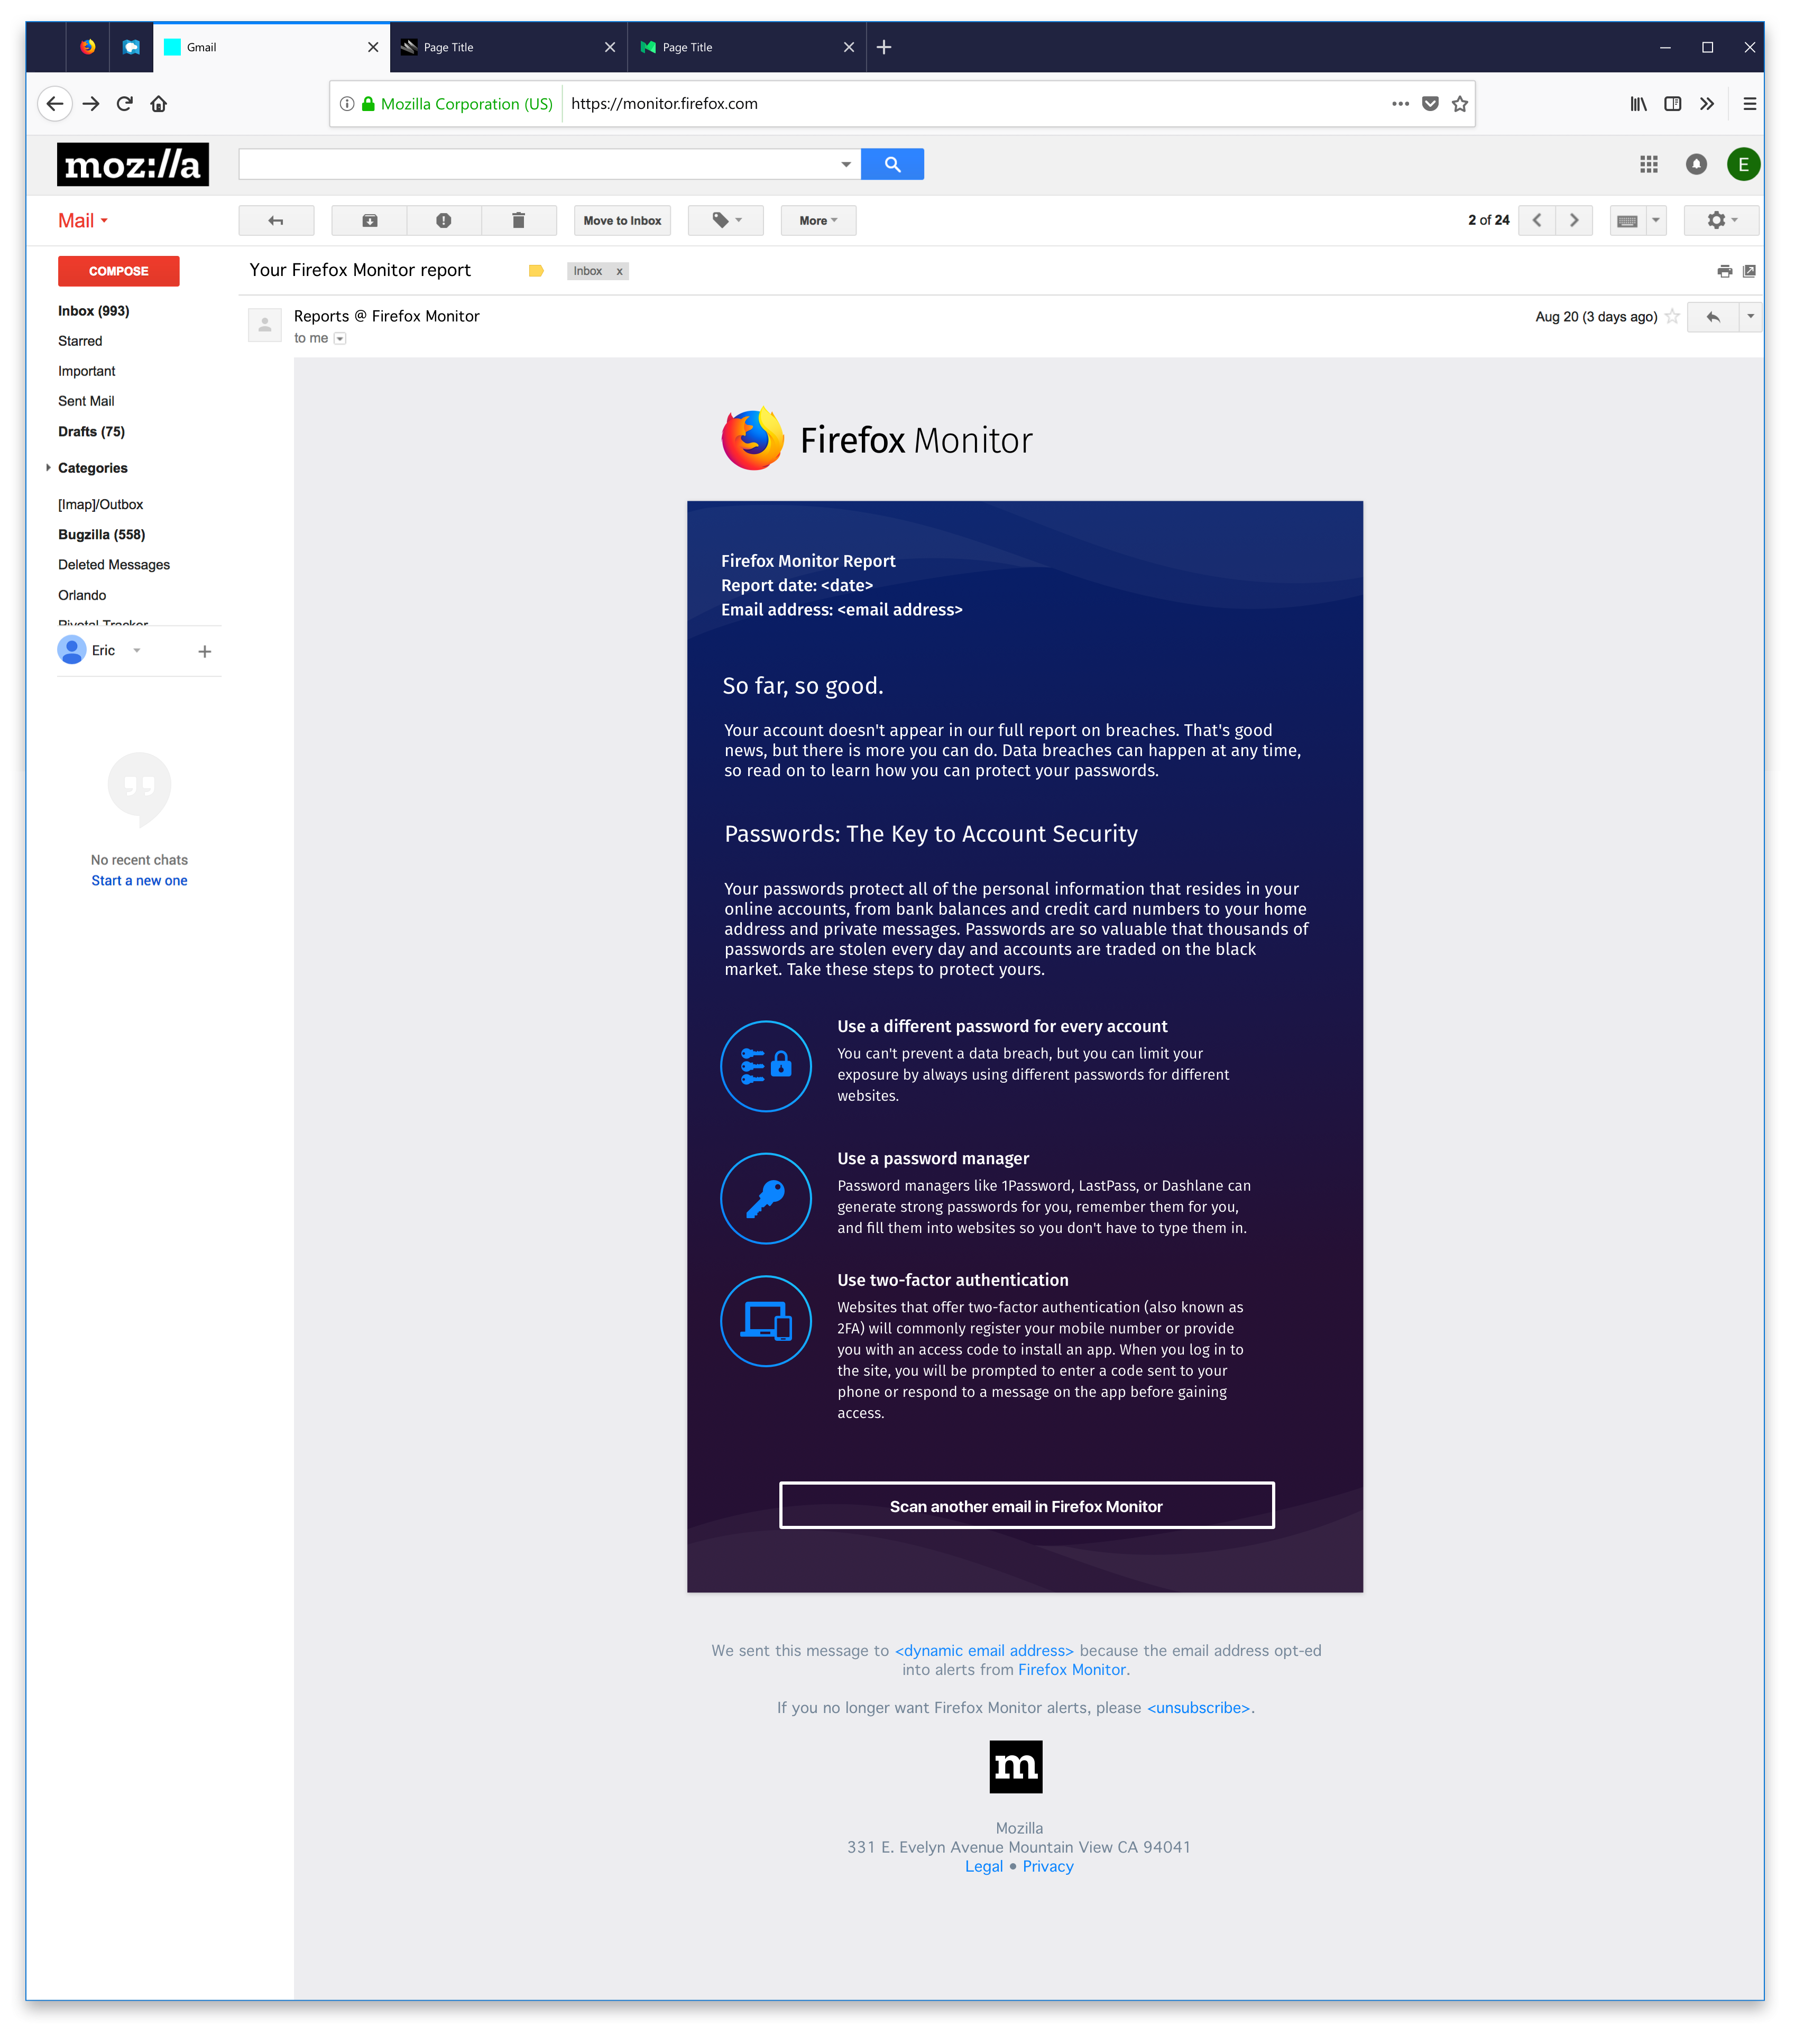 Gmail
Page Title
Page Title
Mozilla Corporation (US)
https://monitor.firefox.com
moz://a
E
Mail
Move to Inbox
More
2 of 24
COMPOSE
Your Firefox Monitor report
Inbox x
Inbox (993)
Starred
Important
Sent Mail
Drafts (75)
Categories
[Imap]/Outbox
Bugzilla (558)
Deleted Messages
Orlando
Pivotal Tracker
Eric
No recent chats
Start a new one
Reports @ Firefox Monitor
to me
Aug 20 (3 days ago)
Firefox Monitor
Firefox Monitor Report
Report date: <date>
Email address: <email address>
So far, so good.
Your account doesn't appear in our full report on breaches. That's good
news, but there is more you can do. Data breaches can happen at any time,
so read on to learn how you can protect your passwords.
Passwords: The Key to Account Security
Your passwords protect all of the personal information that resides in your
online accounts, from bank balances and credit card numbers to your home
address and private messages. Passwords are so valuable that thousands of
passwords are stolen every day and accounts are traded on the black
market. Take these steps to protect yours.
Use a different password for every account
You can't prevent a data breach, but you can limit your
exposure by always using different passwords for different
websites.
Use a password manager
Password managers like 1Password, LastPass, or Dashlane can
generate strong passwords for you, remember them for you,
and fill them into websites so you don't have to type them in.
Use two-factor authentication
Websites that offer two-factor authentication (also known as
2FA) will commonly register your mobile number or provide
you with an access code to install an app. When you log in to
the site, you will be prompted to enter a code sent to your
phone or respond to a message on the app before gaining
access.
Scan another email in Firefox Monitor
We sent this message to <dynamic email address> because the email address opt-ed
into alerts from Firefox Monitor.
If you no longer want Firefox Monitor alerts, please <unsubscribe>.
m
Mozilla
331 E. Evelyn Avenue Mountain View CA 94041
Legal • Privacy